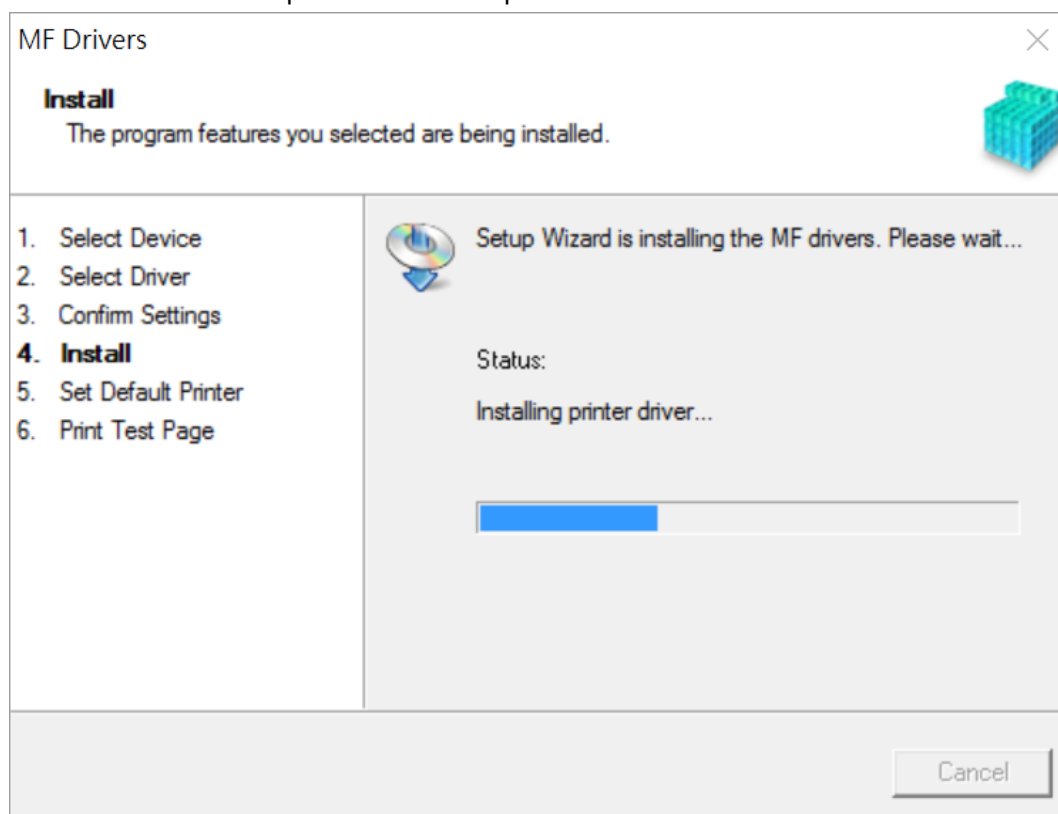 MF Drivers
Install
The program features you selected are being installed.
1. Select Device
2. Select Driver
3. Confirm Settings
4. Install
5. Set Default Printer
6. Print Test Page
Setup Wizard is installing the MF drivers. Please wait...
Status:
Installing printer driver...
Cancel